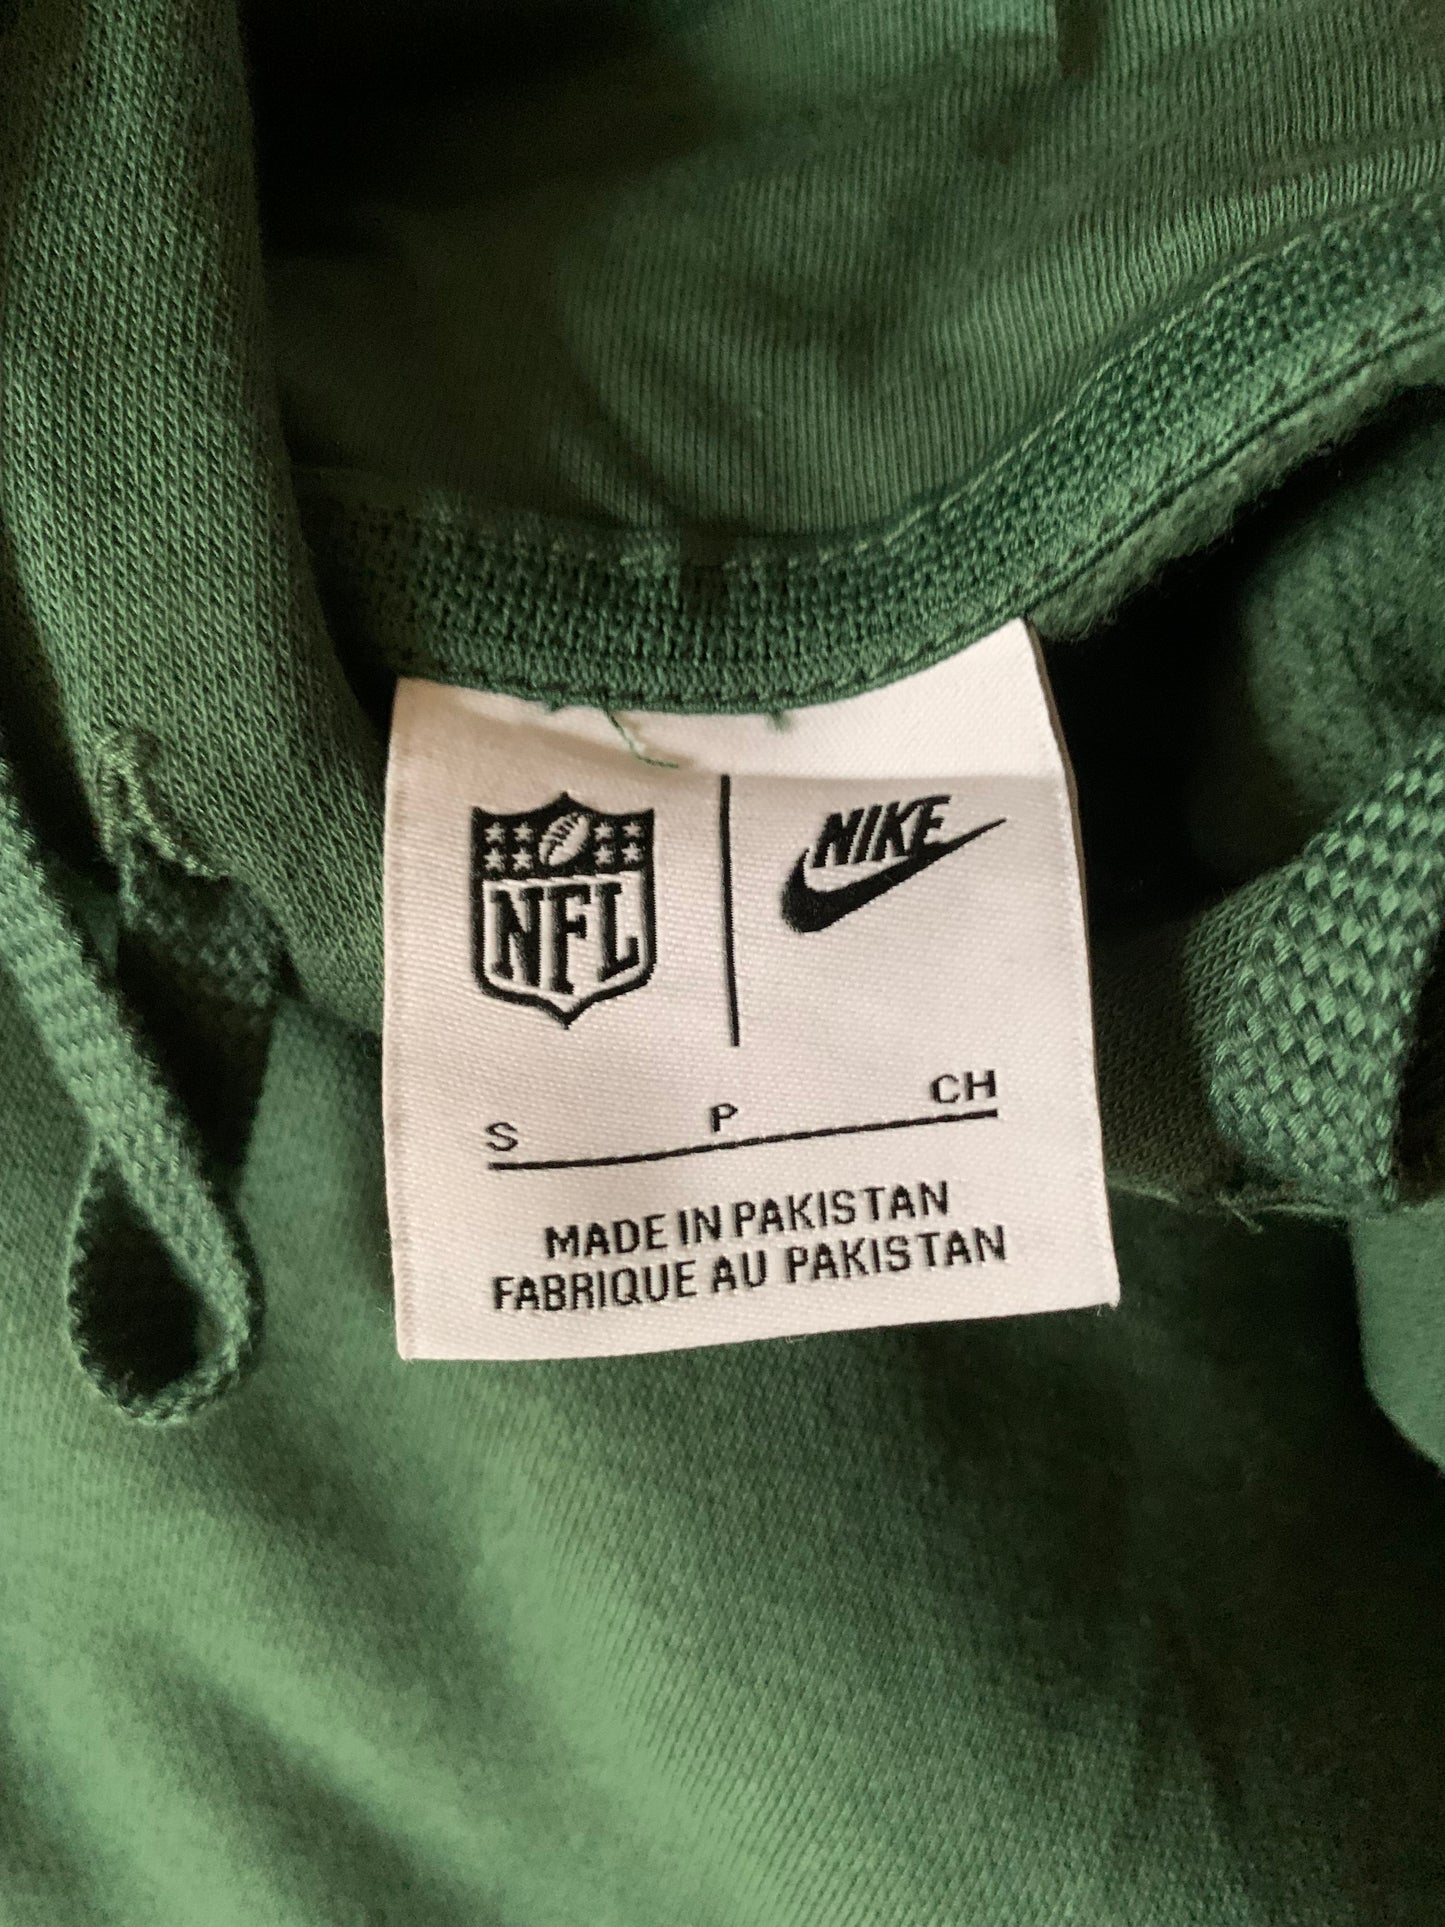 NFL
NIKE
S P CH
MADE IN PAKISTAN
FABRIQUE AU PAKISTAN